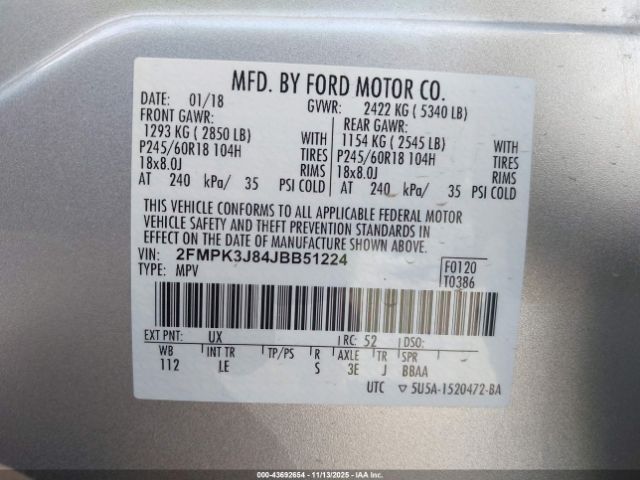 MFD. BY FORD MOTOR CO.
DATE: 01/18 GVWR: 2422 KG ( 5340 LB)
FRONT GAWR: REAR GAWR:
1293 KG ( 2850 LB) WITH 1154 KG ( 2545 LB) WITH
P245/60R18 104H TIRES P245/60R18 104H TIRES
18x8.0J RIMS 18x8.0J RIMS
AT 240 kPa/ 35 PSI COLD AT 240 kPa/ 35 PSI COLD
THIS VEHICLE CONFORMS TO ALL APPLICABLE FEDERAL MOTOR
VEHICLE SAFETY AND THEFT PREVENTION STANDARDS IN
EFFECT ON THE DATE OF MANUFACTURE SHOWN ABOVE.
VIN: 2FMPK3J84JBB51224 F0120
TYPE: MPV T0386
EXT PNT: UX RC: 52 DSO:
WB INT TR TP/PS R AXLE TR SPR
112 LE S 3E J BBAA
UTC ▽ 5U5A-1520472-BA
© 43692654 | 11/13/2025 | IAAI.COM